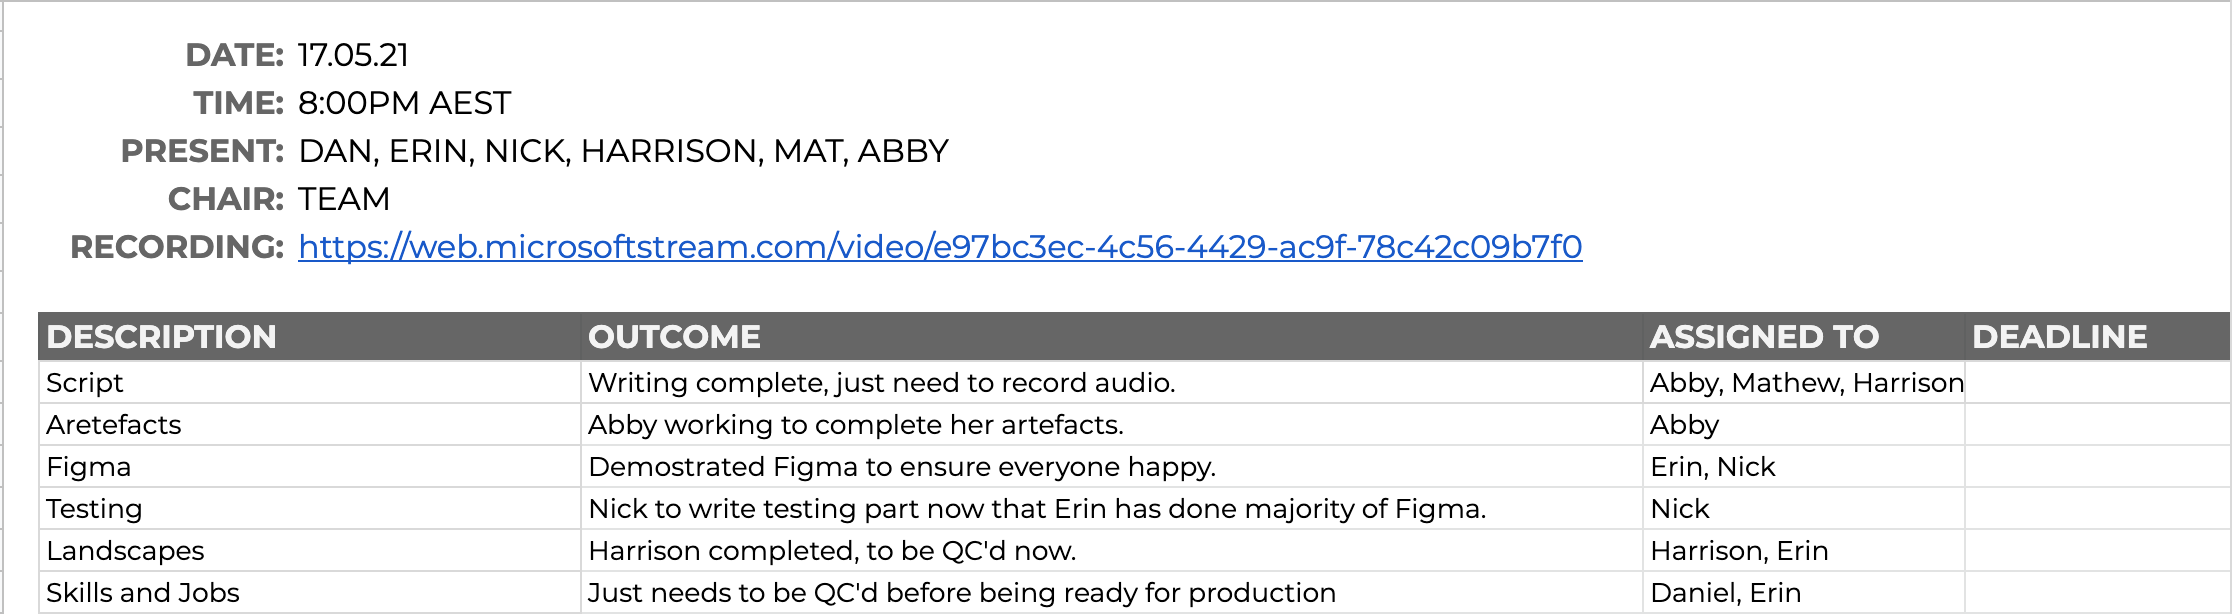 DATE: 17.05.21
TIME: 8:00PM AEST
PRESENT: DAN, ERIN, NICK, HARRISON, MAT, ABBY
CHAIR: TEAM
RECORDING: https://web.microsoftstream.com/video/e97bc3ec-4c56-4429-ac9f-78c42c09b7f0
DESCRIPTION OUTCOME ASSIGNED TO DEADLINE
Script Writing complete, just need to record audio. Abby, Mathew, Harrison
Aretefacts Abby working to complete her artefacts. Abby
Figma Demostrated Figma to ensure everyone happy. Erin, Nick
Testing Nick to write testing part now that Erin has done majority of Figma. Nick
Landscapes Harrison completed, to be QC'd now. Harrison, Erin
Skills and Jobs Just needs to be QC'd before being ready for production Daniel, Erin